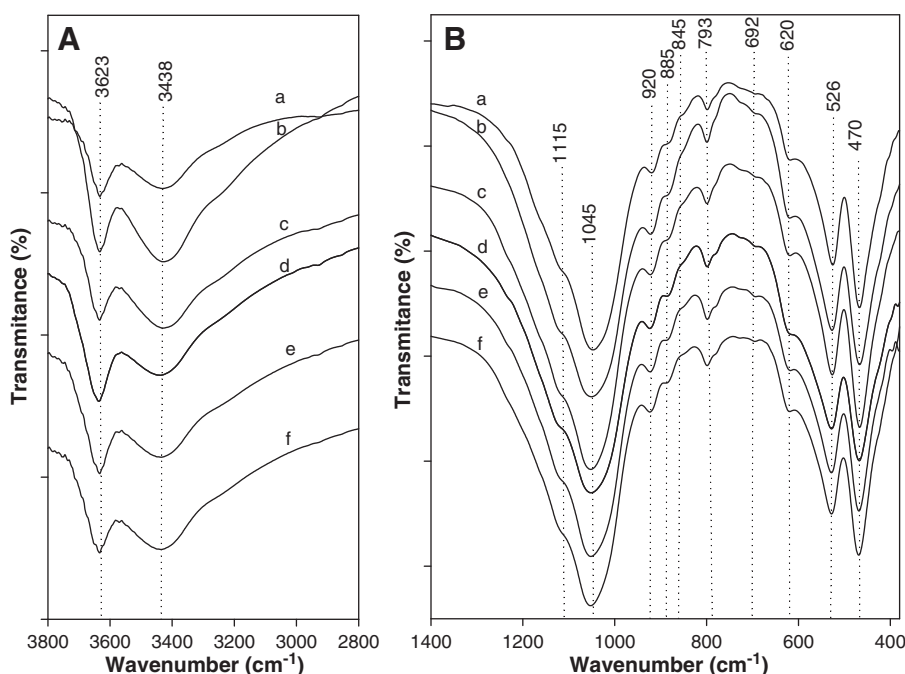 A
3623
3438
a
b
c
d
e
f
Transmitance (%)
3800 3600 3400 3200 3000 2800
Wavenumber (cm-1)
B
1115
1045
920
885
845
793
692
620
526
470
a
b
c
d
e
f
Transmitance (%)
1400 1200 1000 800 600 400
Wavenumber (cm-1)